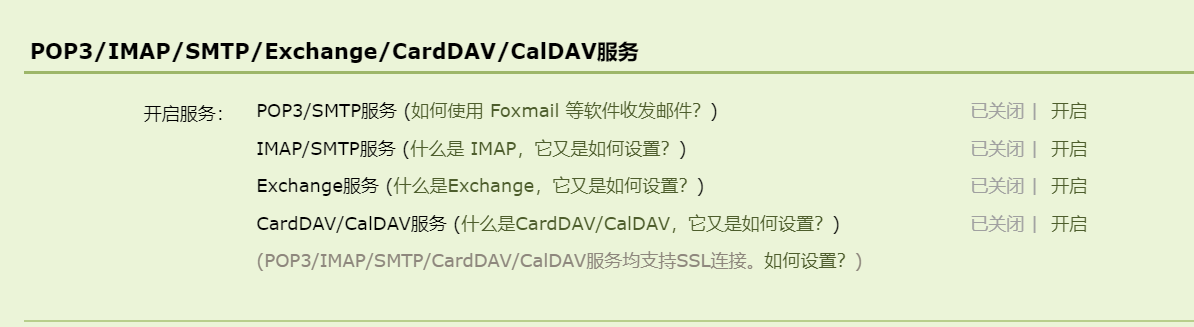 POP3/IMAP/SMTP/Exchange/CardDAV/CalDAV服务
开启服务： POP3/SMTP服务 (如何使用 Foxmail 等软件收发邮件？) 已关闭 | 开启
IMAP/SMTP服务 (什么是 IMAP，它又是如何设置？) 已关闭 | 开启
Exchange服务 (什么是Exchange，它又是如何设置？) 已关闭 | 开启
CardDAV/CalDAV服务 (什么是CardDAV/CalDAV，它又是如何设置？) 已关闭 | 开启
(POP3/IMAP/SMTP/CardDAV/CalDAV服务均支持SSL连接。如何设置？)